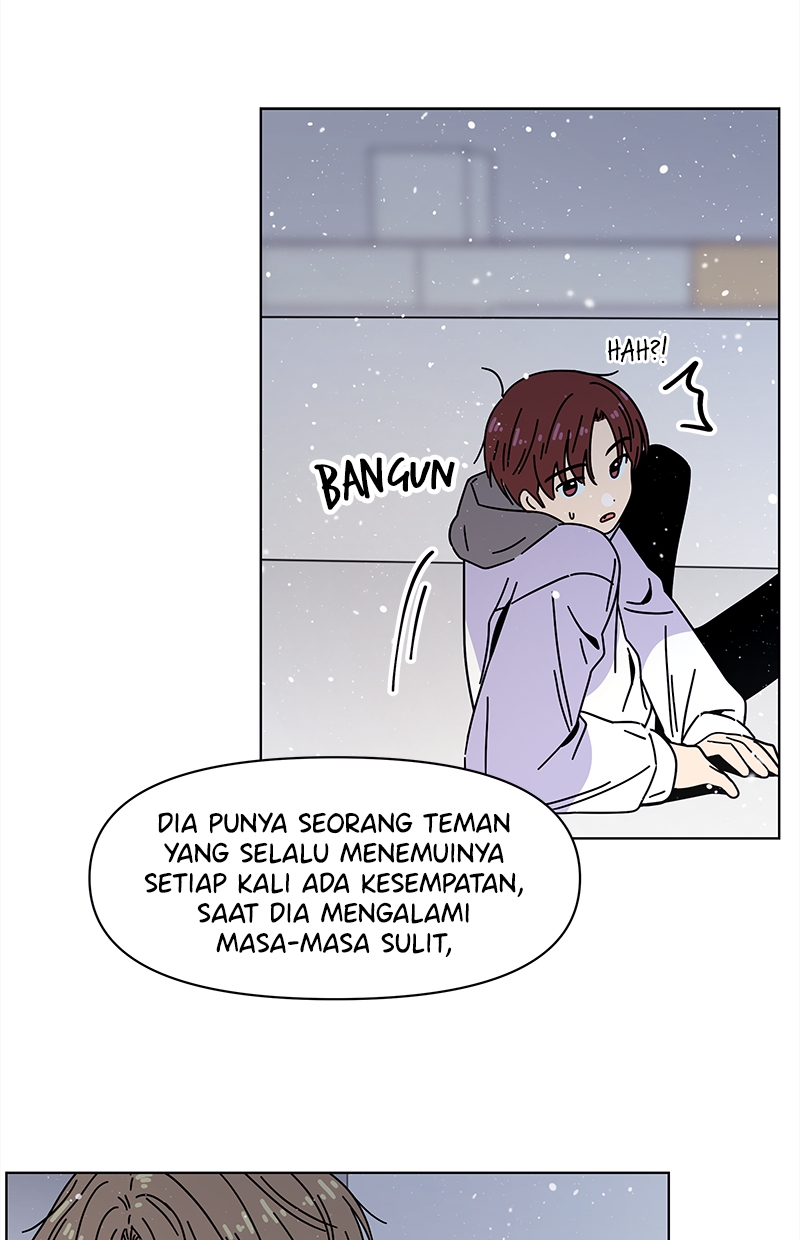 HAH?!
BANGUN
DIA PUNYA SEORANG TEMAN
YANG SELALU MENEMUINYA
SETIAP KALI ADA KESEMPATAN,
SAAT DIA MENGALAMI
MASA-MASA SULIT,